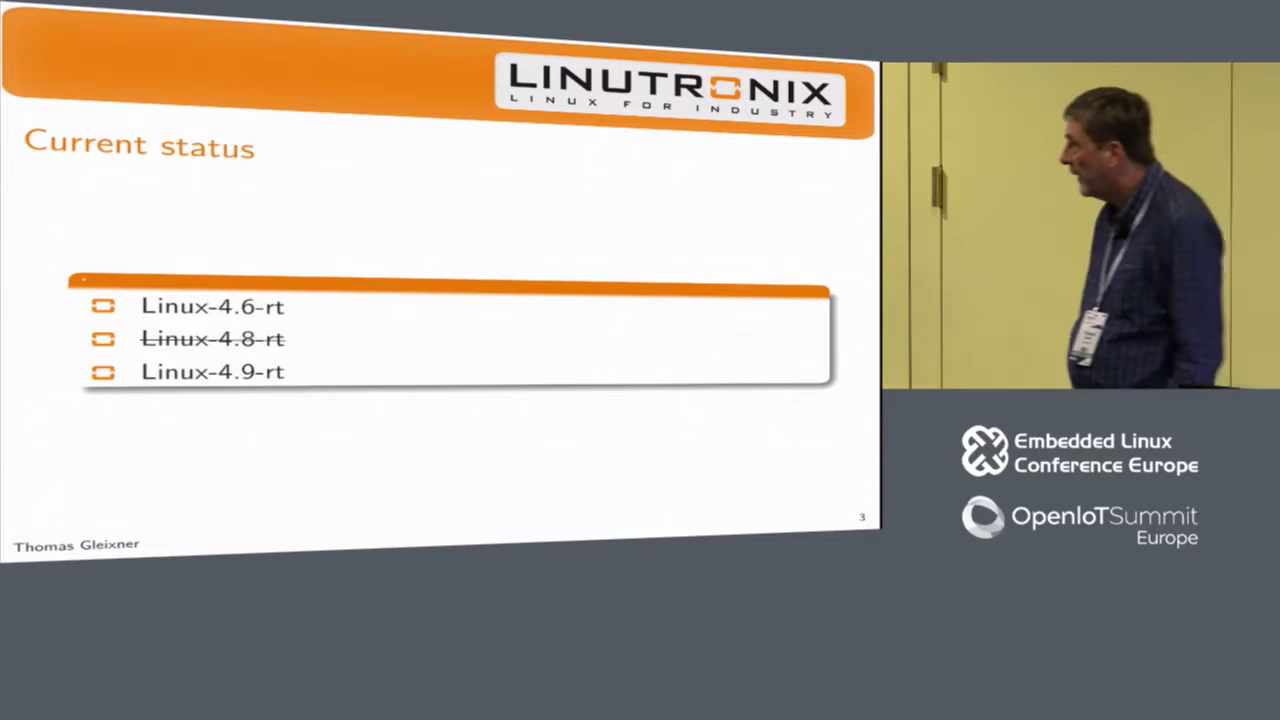 LINUTRONIX
LINUX FOR INDUSTRY
Current status
Linux-4.6-rt
Linux-4.8-rt
Linux-4.9-rt
3
Thomas Gleixner
Embedded Linux
Conference Europe
OpenIoTSummit
Europe